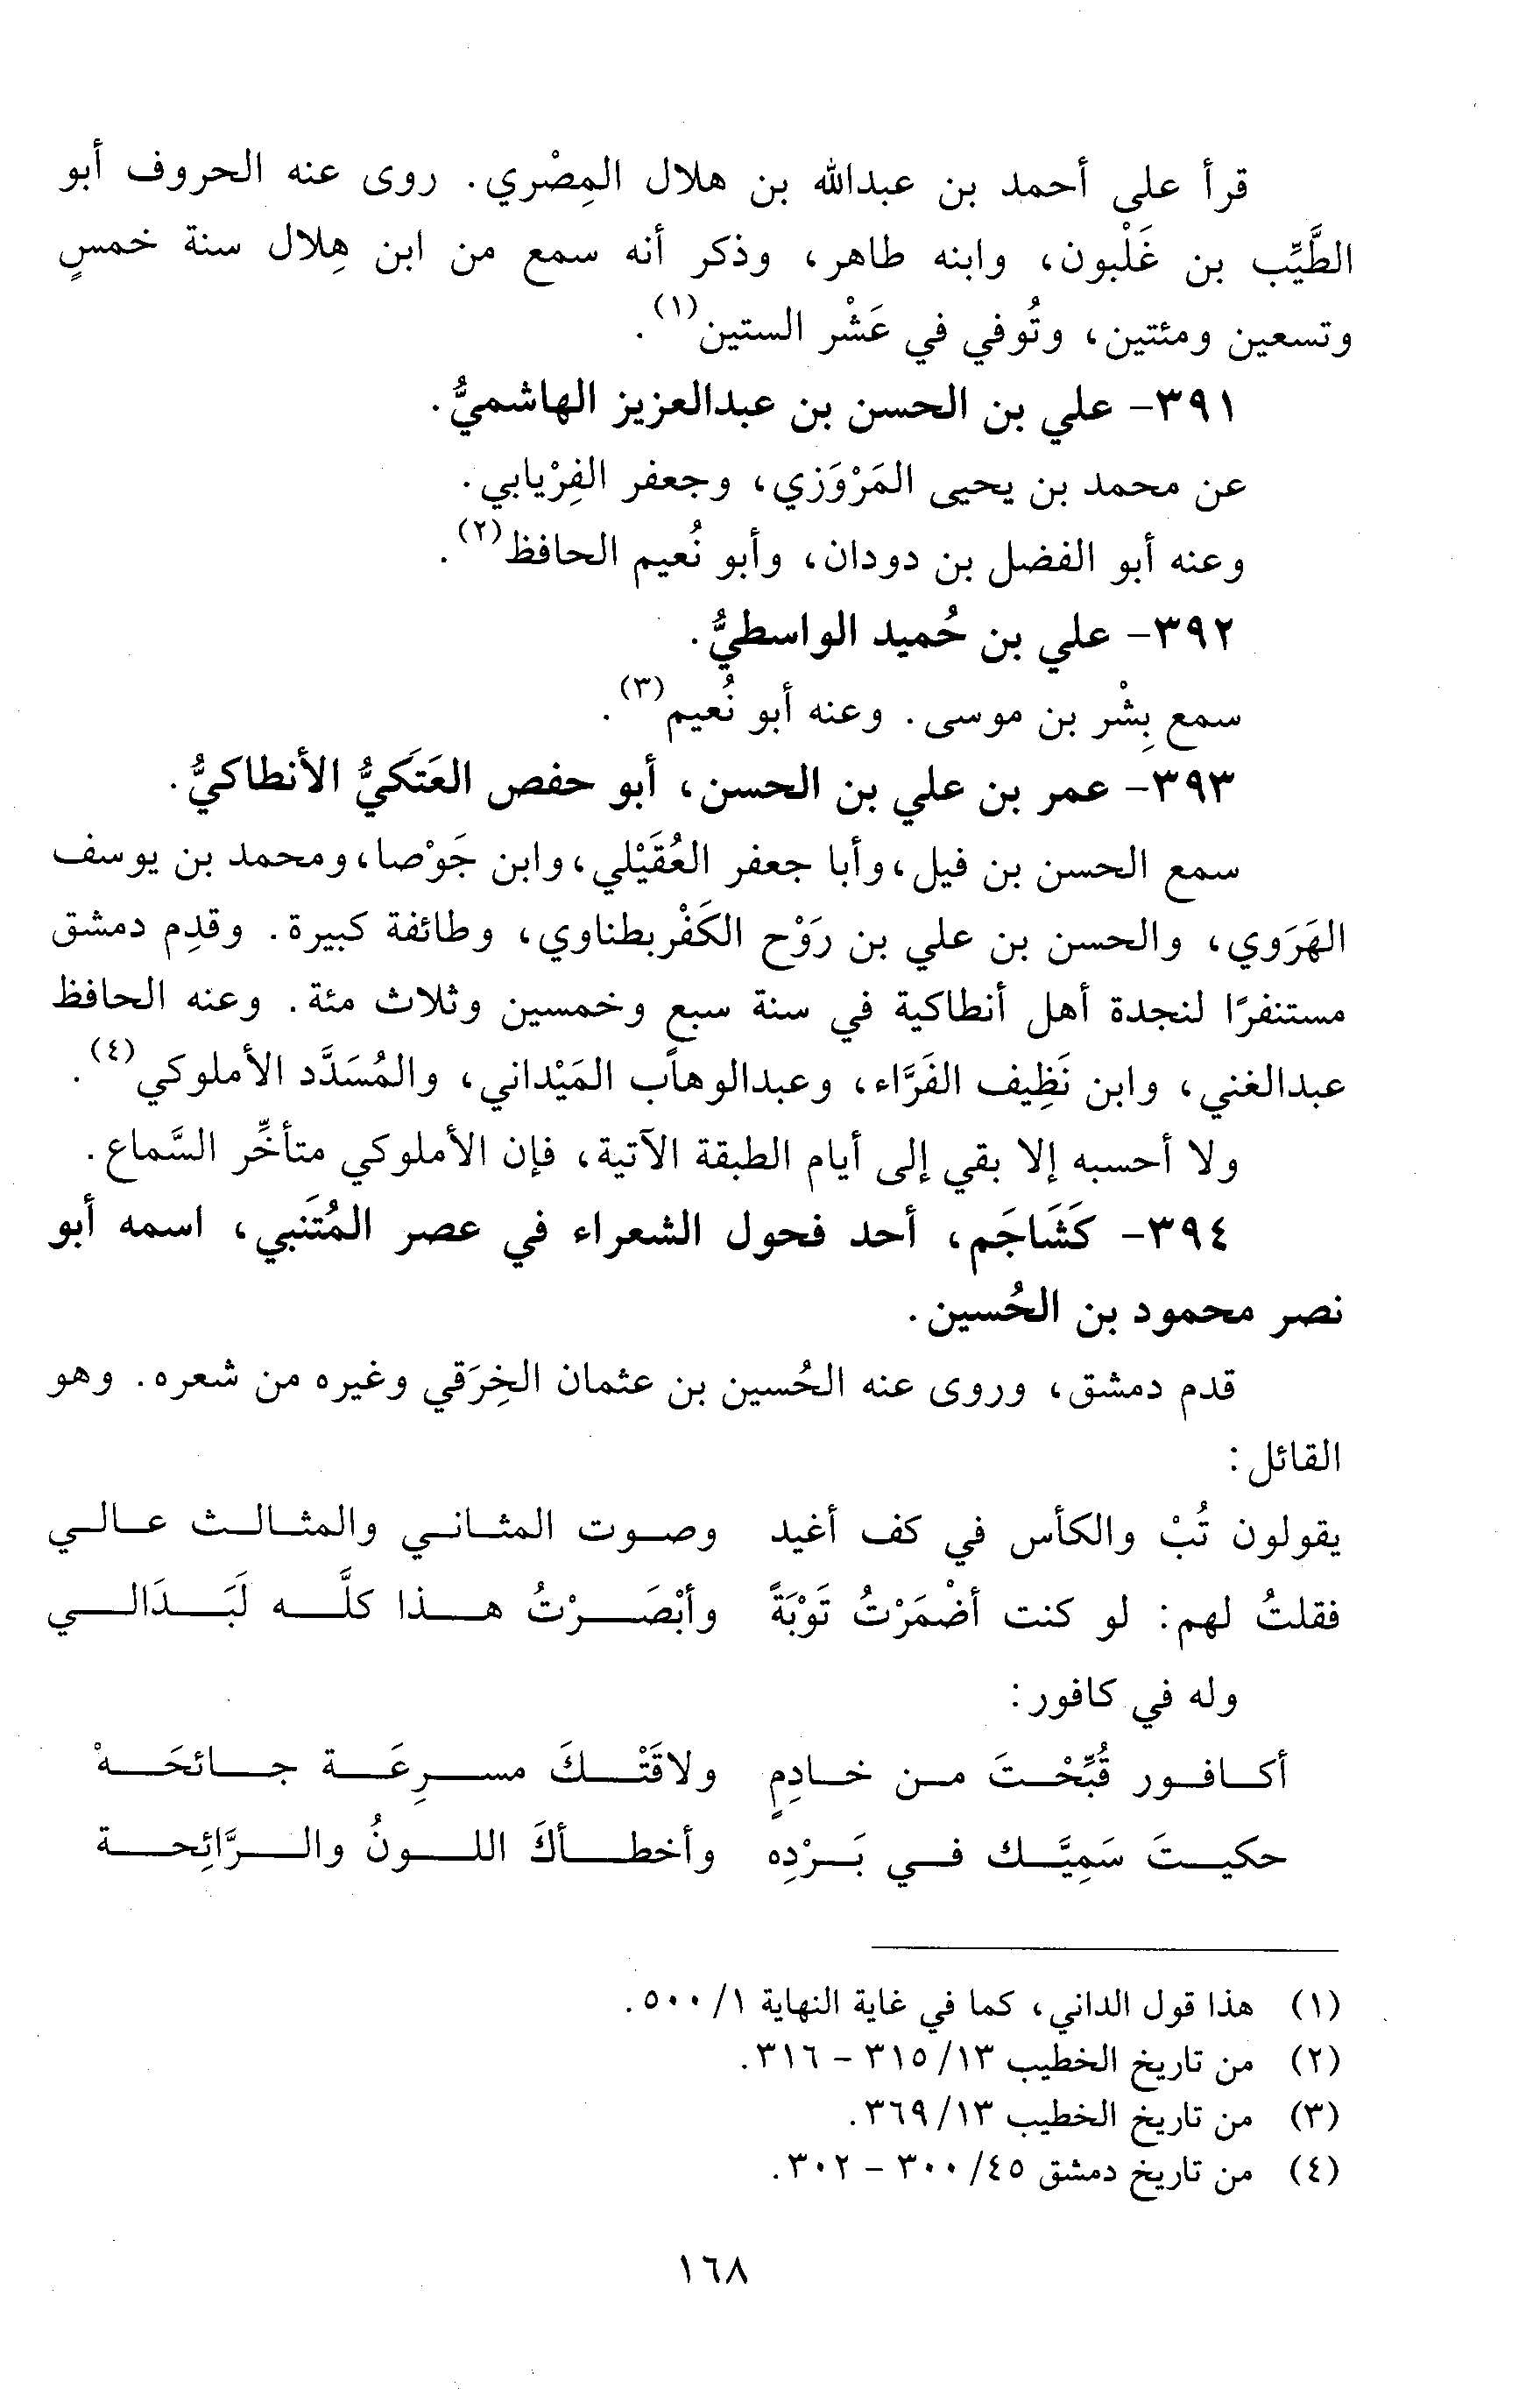 قرأ على أحمد بن عبدالله بن هلال المِصْري. روى عنه الحروف أبو
الطَّيِّب بن غَلْبون، وابنه طاهر، وذكر أنه سمع من ابن هِلال سنة خمسٍ
وتسعين ومئتين، وتُوفي في عَشْر الستين(١).
٣٩١- علي بن الحسن بن عبدالعزيز الهاشميُّ.
عن محمد بن يحيى المَرْوَزي، وجعفر الفِرْيابي.
وعنه أبو الفضل بن دودان، وأبو نُعيم الحافظ(٢).
٣٩٢- علي بن حُميد الواسطيُّ.
سمع بِشْر بن موسى. وعنه أبو نُعيم(٣).
٣٩٣- عمر بن علي بن الحسن، أبو حفص العَتَكيُّ الأنطاكيُّ.
سمع الحسن بن فيل، وأبا جعفر العُقَيْلي، وابن جَوْصا، ومحمد بن يوسف
الهَرَوي، والحسن بن علي بن رَوْح الكَفْربطناوي، وطائفة كبيرة. وقدِم دمشق
مستنفرًا لنجدة أهل أنطاكية في سنة سبع وخمسين وثلاث مئة. وعنه الحافظ
عبدالغني، وابن نَظِيف الفَرَّاء، وعبدالوهاب المَيْداني، والمُسَدَّد الأملوكي(٤).
ولا أحسبه إلا بقي إلى أيام الطبقة الآتية، فإن الأملوكي متأخِّر السَّماع.
٣٩٤- كَشَاجَم، أحد فحول الشعراء في عصر المُتَنبي، اسمه أبو
نصر محمود بن الحُسين.
قدم دمشق، وروى عنه الحُسين بن عثمان الخِرَقي وغيره من شعره. وهو
القائل:
يقولون تُبْ والكأس في كف أغيد وصوت المثاني والمثالث عالي
فقلتُ لهم: لو كنت أضْمَرْتُ تَوْبَةً وأبْصَرْتُ هذا كلَّه لَبَدَالي
وله في كافور:
أكافور قُبِّحْتَ من خادِمٍ ولاقَتْكَ مسرِعَة جائحَهْ
حكيتَ سَمِيَّك في بَرْدِه وأخطأكَ اللونُ والرَّائِحة
(١) هذا قول الداني، كما في غاية النهاية ١/ ٥٠٠.
(٢) من تاريخ الخطيب ١٣/ ٣١٥ - ٣١٦.
(٣) من تاريخ الخطيب ١٣/ ٣٦٩.
(٤) من تاريخ دمشق ٤٥/ ٣٠٠ - ٣٠٢.
١٦٨